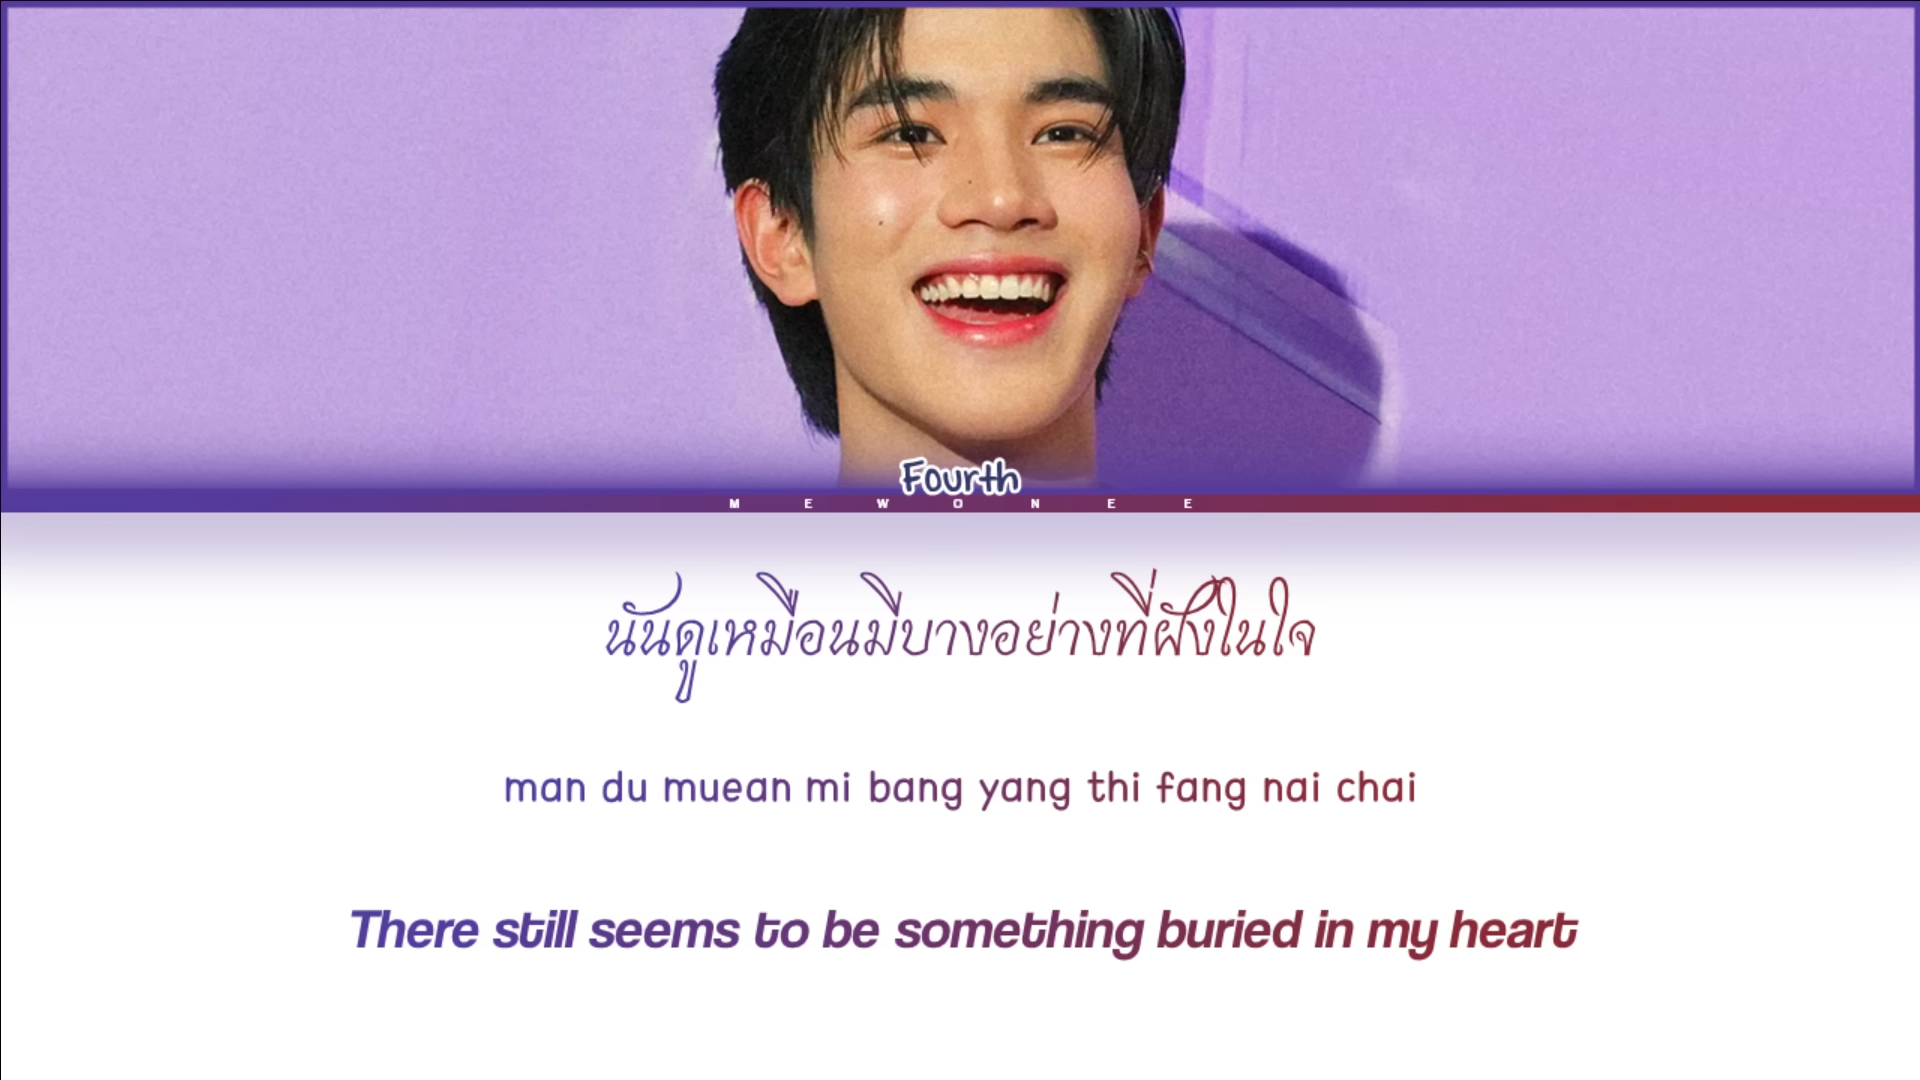 Fourth
MEWONEE
นันดูเหมือนมีบางอย่างที่ฝังในใจ
man du muean mi bang yang thi fang nai chai
There still seems to be something buried in my heart